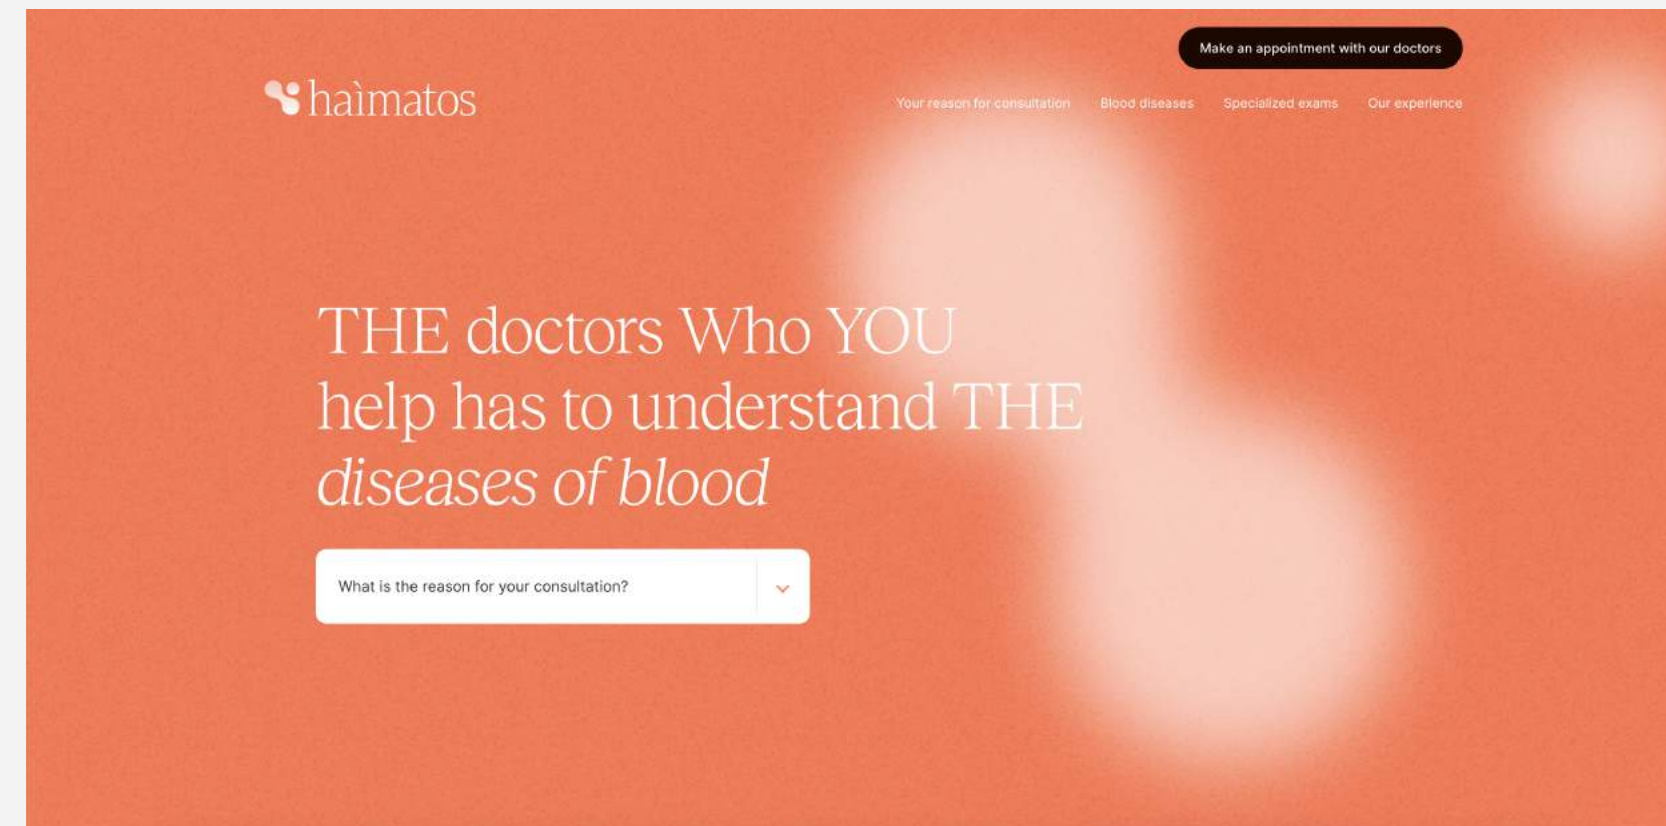 Make an appointment with our doctors
haìmatos
Your reason for consultation Blood diseases Specialized exams Our experience
THE doctors Who YOU
help has to understand THE
diseases of blood
What is the reason for your consultation?